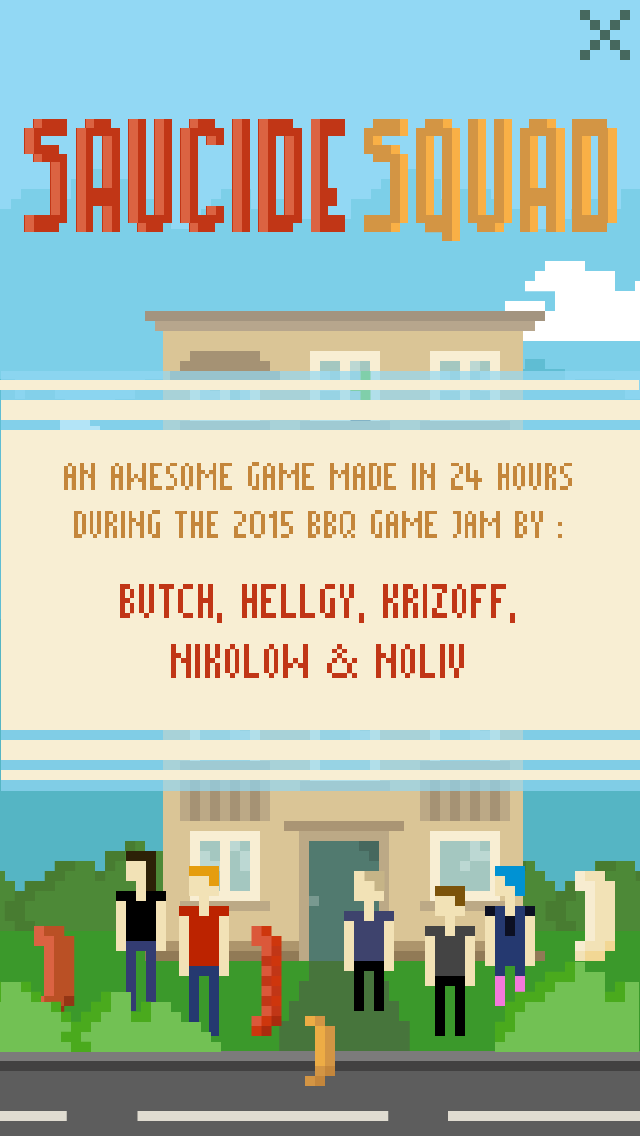 SAUCIDE SQUAD
AN AWESOME GAME MADE IN 24 HOURS
DURING THE 2015 BBQ GAME JAM BY :
BUTCH, HELLGY, KRIZOFF,
NIKOLOW & NOLIV